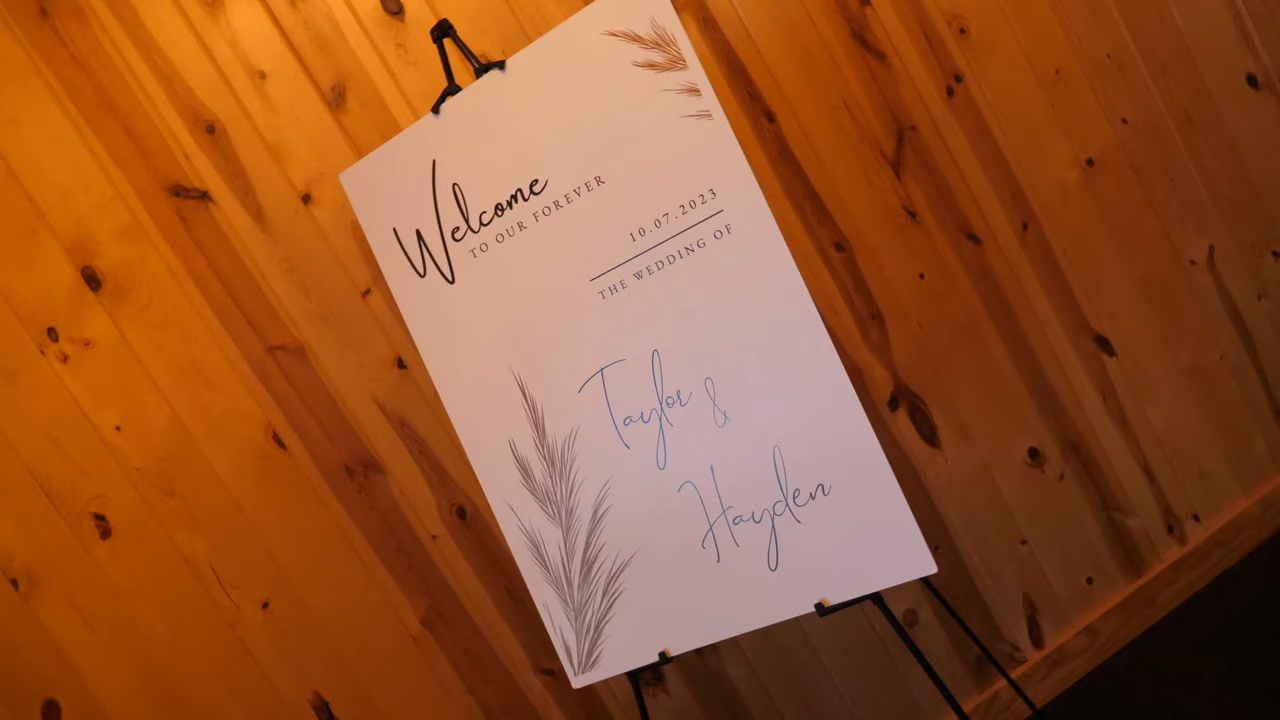 Welcome
TO OUR FOREVER
10.07.2023
THE WEDDING OF
Taylor &
Hayden